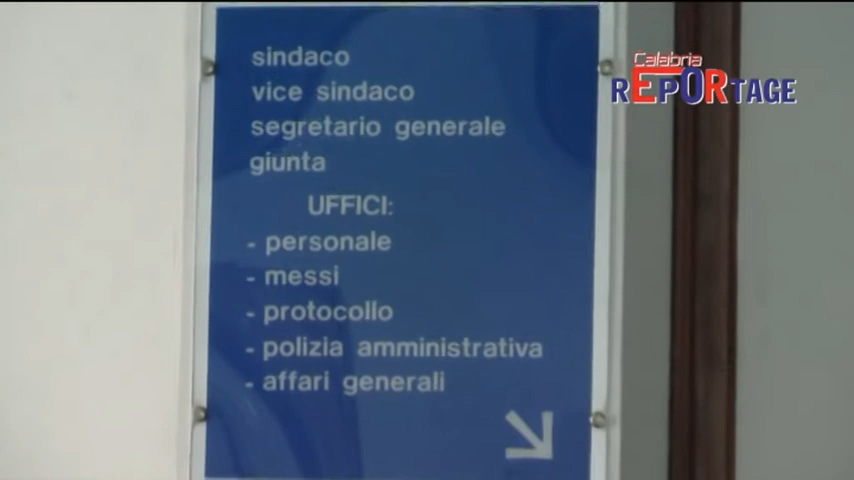 sindaco
vice sindaco
segretario generale
giunta
UFFICI:
- personale
- messi
- protocollo
- polizia amministrativa
- affari generali
Calabria
REPORTAGE